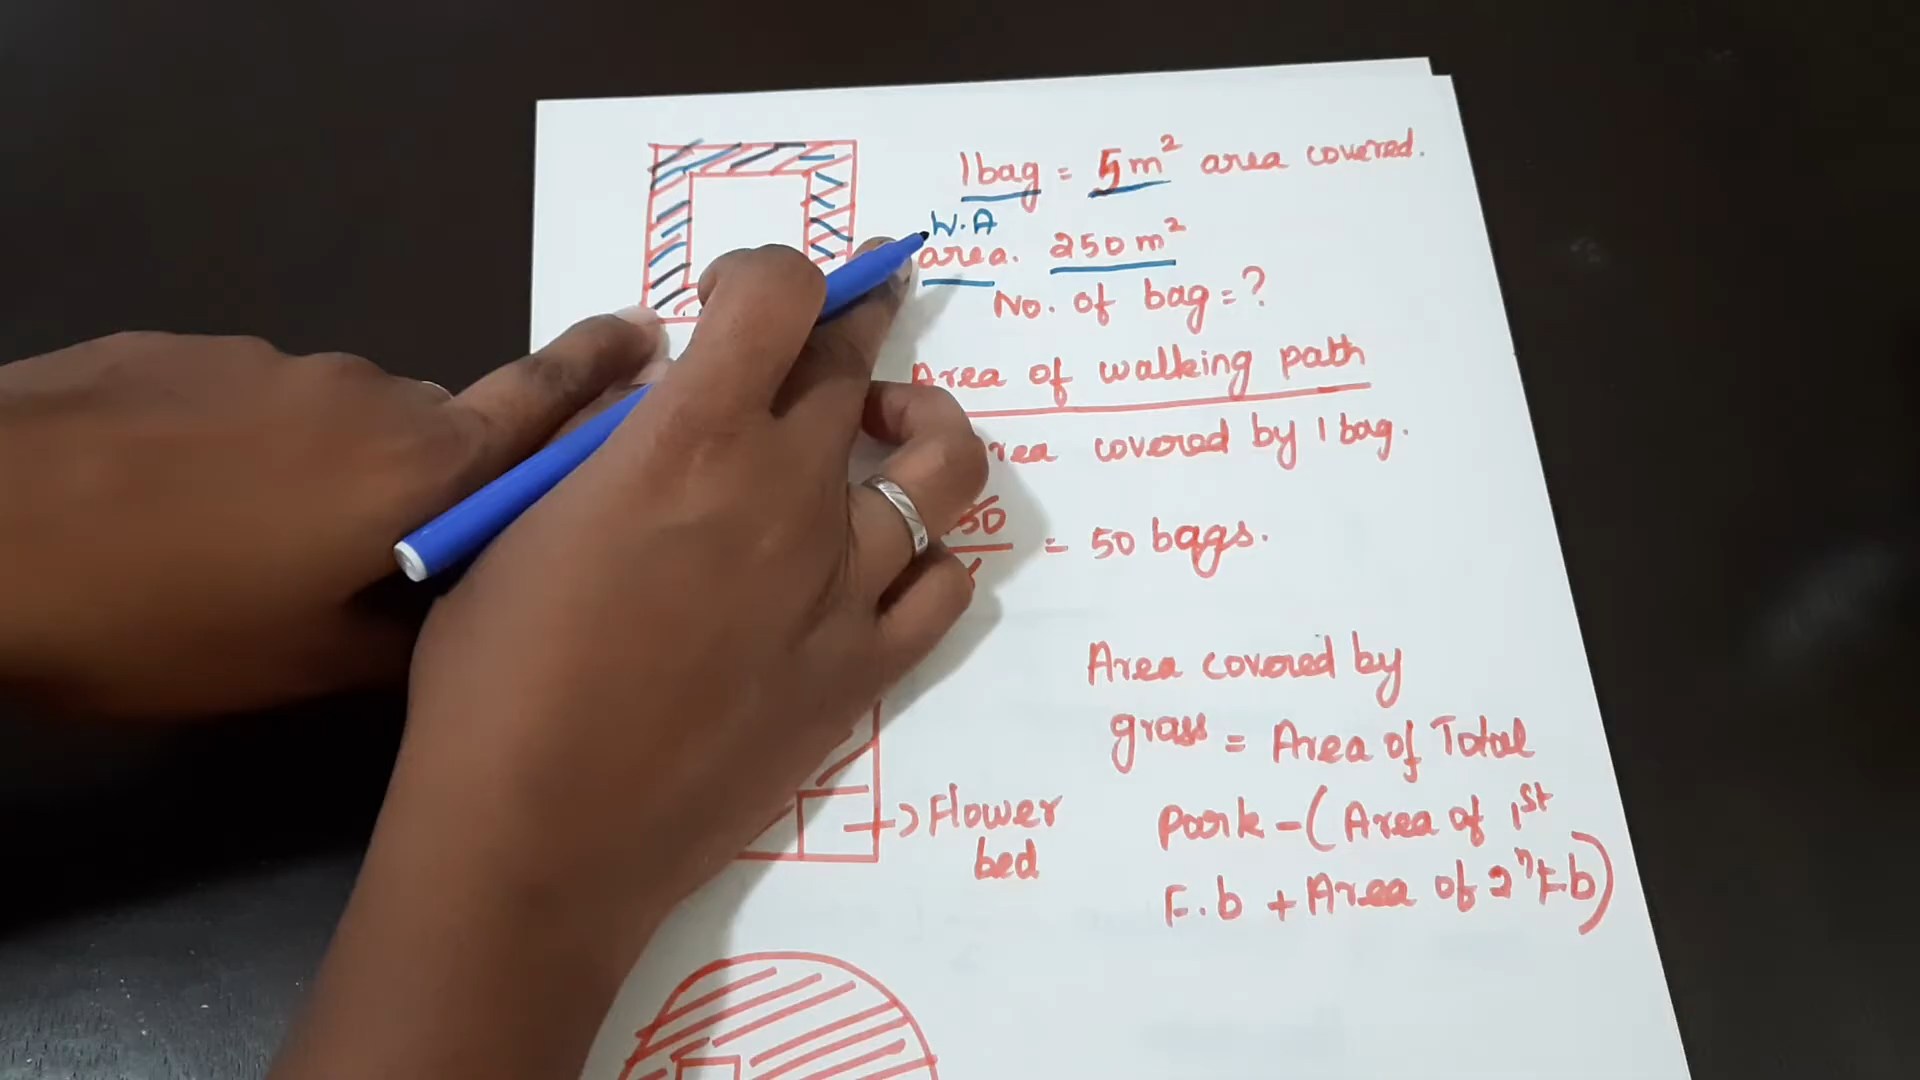 1 bag = 5m² area covered.
W.A
area. 250 m²
No. of bag = ?
Area of walking path
covered by 1 bag.
= 50 bags.
Area covered by
grass = Area of Total
Park - (Area of 1st
F.b + Area of 2n F.b)
Flower
bed